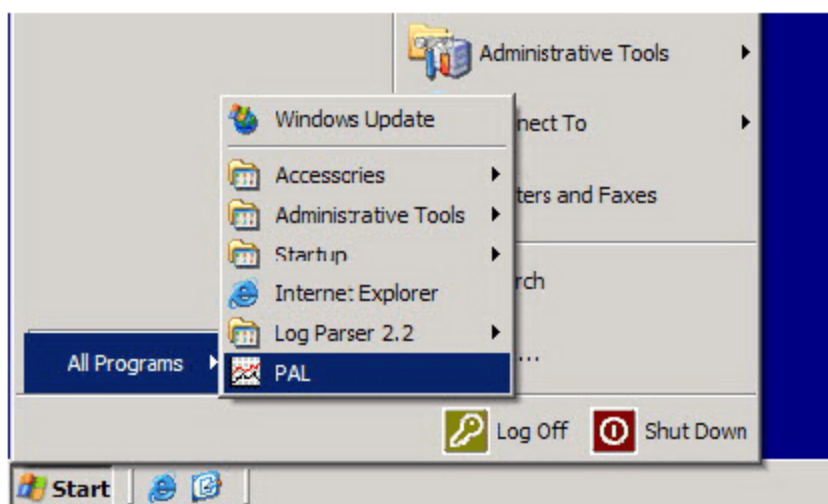 Administrative Tools
Windows Update
nect To
Accessories
Administrative Tools
ters and Faxes
Startup
rch
Internet Explorer
Log Parser 2.2
All Programs
...
PAL
Log Off
Shut Down
Start